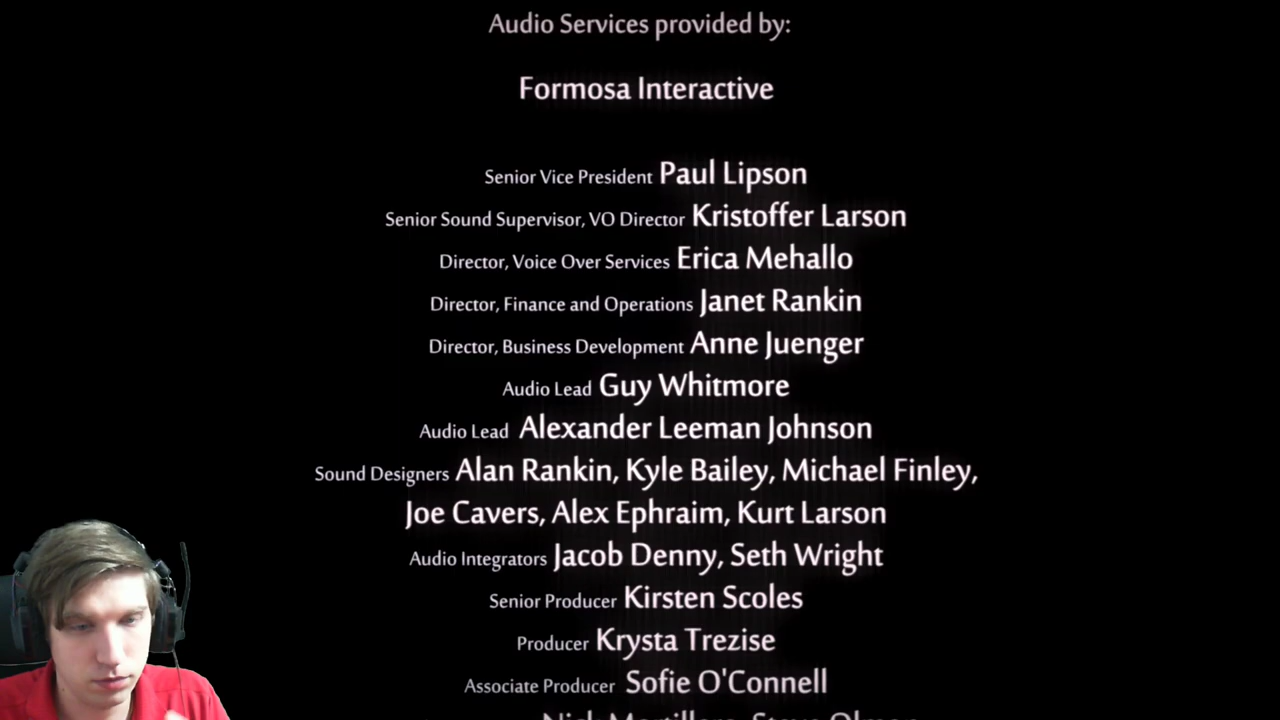 Audio Services provided by:
Formosa Interactive
Senior Vice President Paul Lipson
Senior Sound Supervisor, VO Director Kristoffer Larson
Director, Voice Over Services Erica Mehallo
Director, Finance and Operations Janet Rankin
Director, Business Development Anne Juenger
Audio Lead Guy Whitmore
Audio Lead Alexander Leeman Johnson
Sound Designers Alan Rankin, Kyle Bailey, Michael Finley,
Joe Cavers, Alex Ephraim, Kurt Larson
Audio Integrators Jacob Denny, Seth Wright
Senior Producer Kirsten Scoles
Producer Krysta Trezise
Associate Producer Sofie O'Connell
Nick